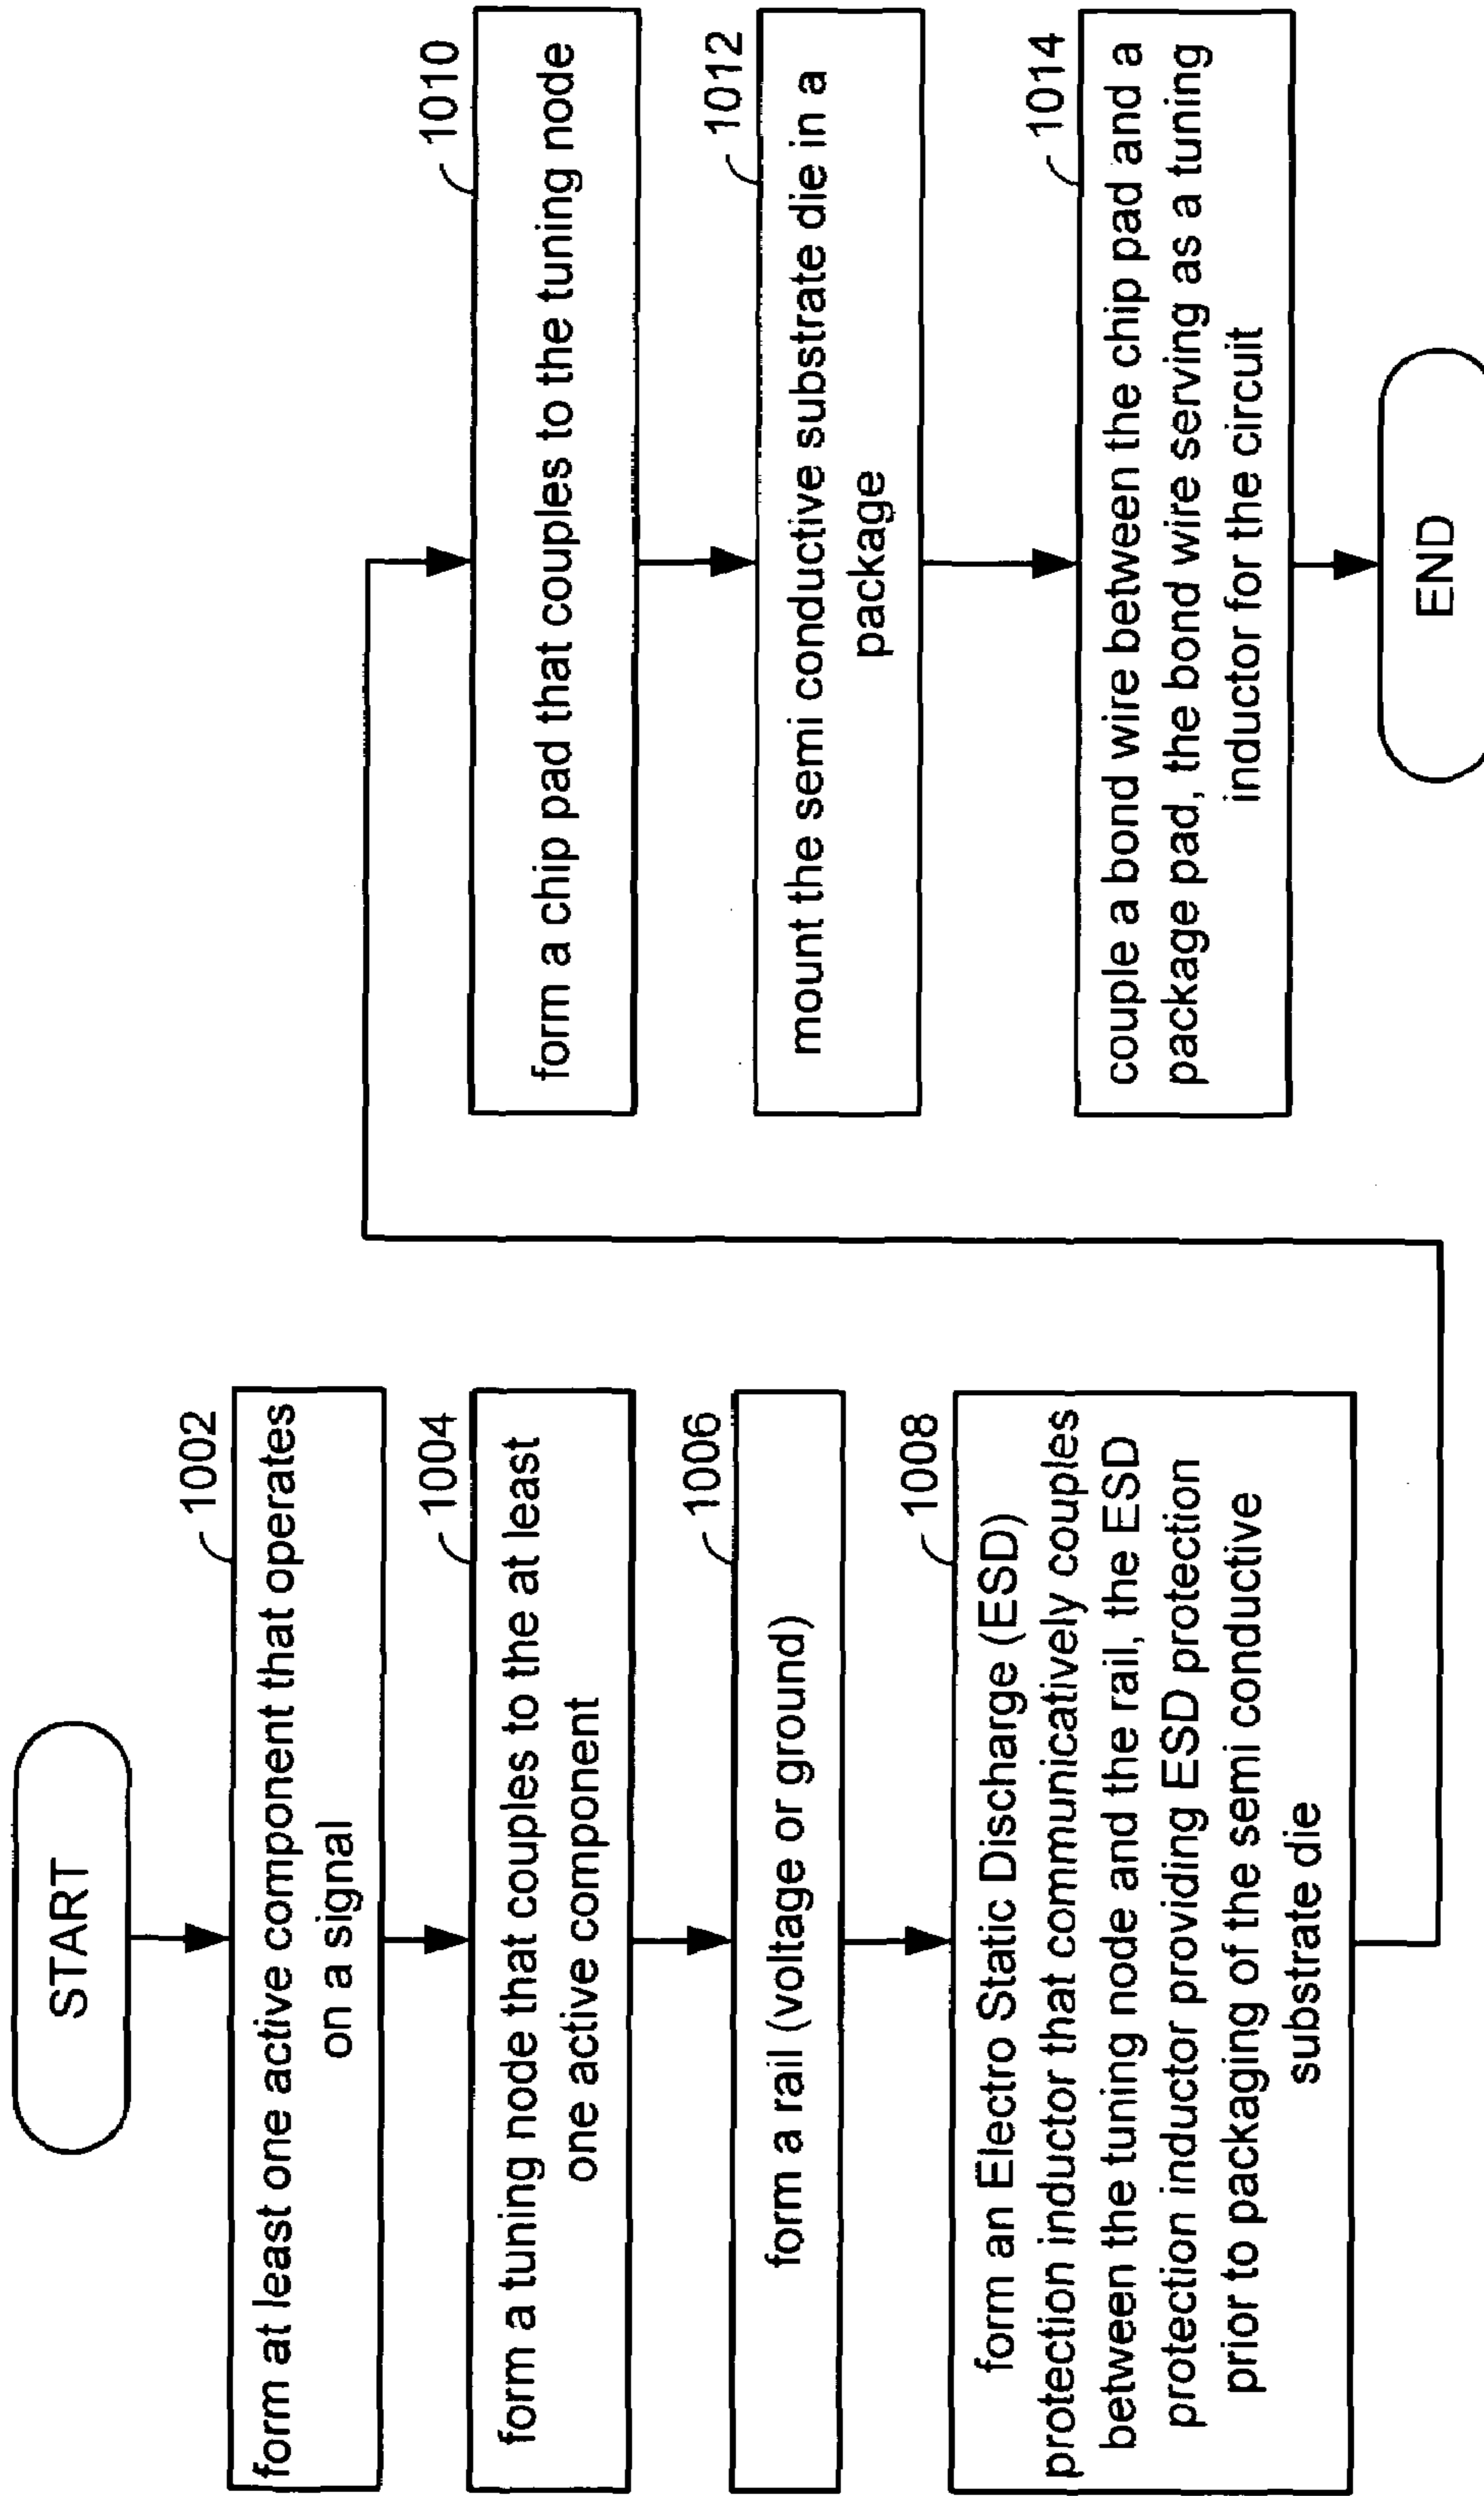 START
1002
form at least one active component that operates
on a signal
1004
form a tuning node that couples to the at least
one active component
1006
form a rail (voltage or ground)
1008
form an Electro Static Discharge (ESD)
protection inductor that communicatively couples
between the tuning node and the rail, the ESD
protection inductor providing ESD protection
prior to packaging of the semi conductive
substrate die
1010
form a chip pad that couples to the tuning node
1012
mount the semi conductive substrate die in a
package
1014
couple a bond wire between the chip pad and a
package pad, the bond wire serving as a tuning
inductor for the circuit
END